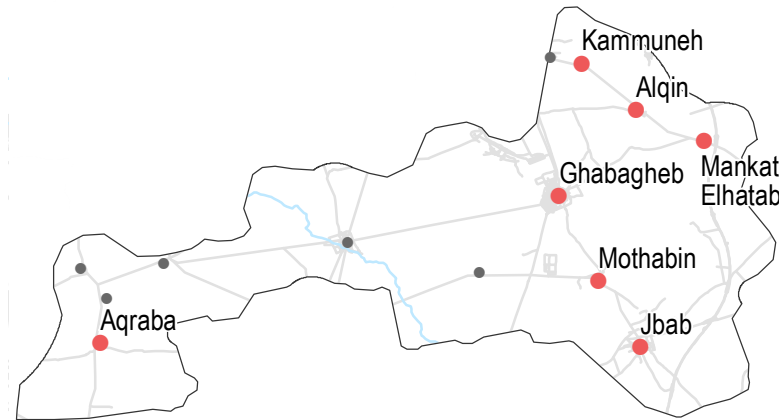 Kammuneh
Alqin
Mankat
Elhatab
Ghabagheb
Mothabin
Aqraba
Jbab